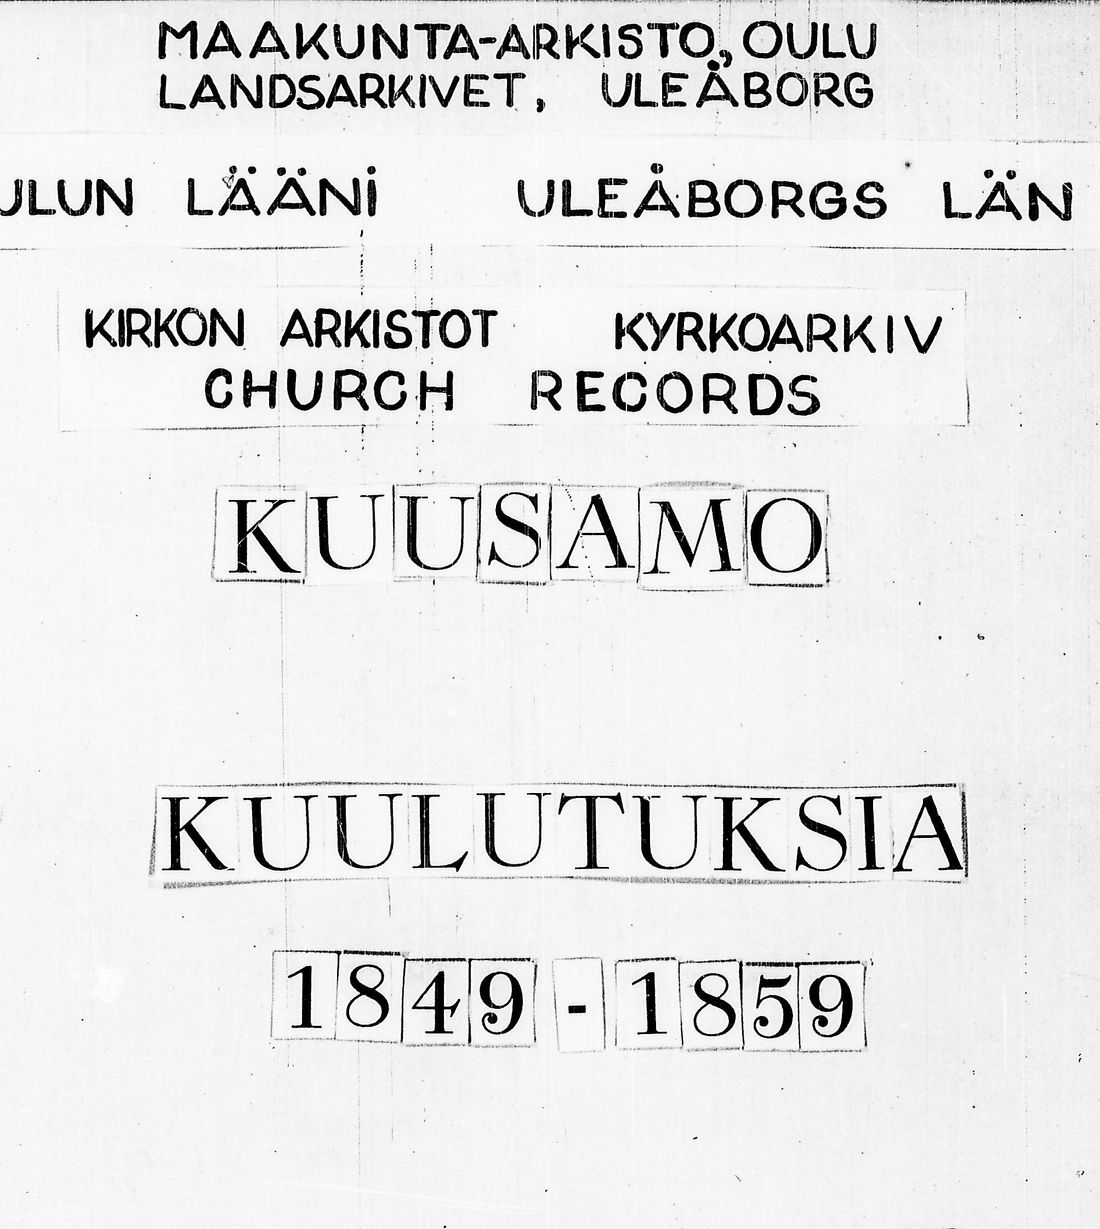 MAAKUNTA-ARKISTO, OULU
LANDSARKIVET, ULEÅBORG
ULUN LÄÄNI ULEÅBORGS LÄN
KIRKON ARKISTOT KYRKOARKIV
CHURCH RECORDS
KUUSAMO
KUULUTUKSIA
1849 - 1859